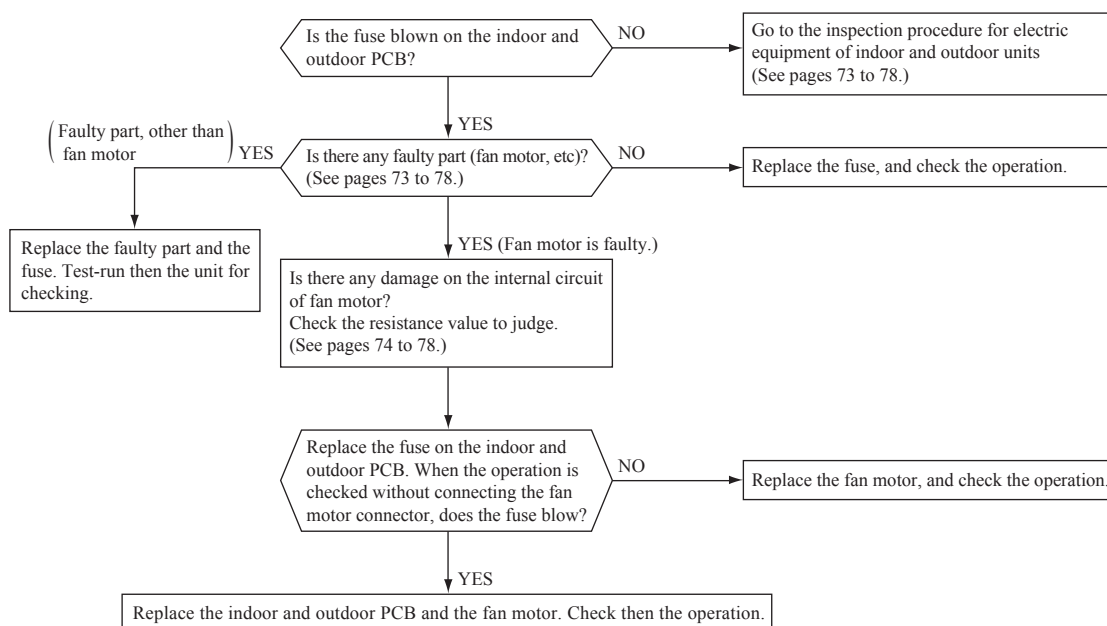 Is the fuse blown on the indoor and
outdoor PCB?
NO
Go to the inspection procedure for electric
equipment of indoor and outdoor units
(See pages 73 to 78.)
YES
(Faulty part, other than
fan motor)
YES
Is there any faulty part (fan motor, etc)?
(See pages 73 to 78.)
NO
Replace the fuse, and check the operation.
Replace the faulty part and the
fuse. Test-run then the unit for
checking.
YES (Fan motor is faulty.)
Is there any damage on the internal circuit
of fan motor?
Check the resistance value to judge.
(See pages 74 to 78.)
Replace the fuse on the indoor and
outdoor PCB. When the operation is
checked without connecting the fan
motor connector, does the fuse blow?
NO
Replace the fan motor, and check the operation.
YES
Replace the indoor and outdoor PCB and the fan motor. Check then the operation.